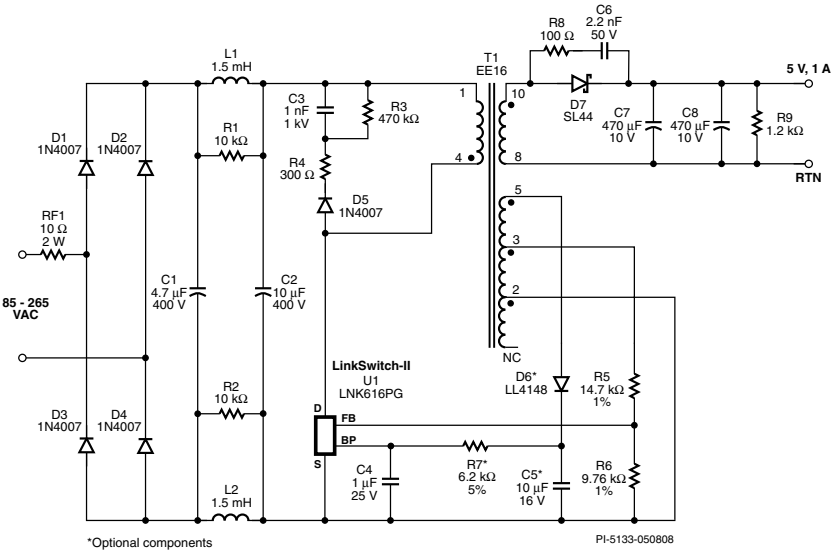 R8
100 Ω
C6
2.2 nF
50 V
L1
1.5 mH
T1
EE16
5 V, 1 A
1
10
C3
1 nF
1 kV
R3
470 kΩ
D7
SL44
C7
470 µF
10 V
C8
470 µF
10 V
R9
1.2 kΩ
D1
1N4007
D2
1N4007
R1
10 kΩ
R4
300 Ω
4
8
RTN
D5
1N4007
5
RF1
10 Ω
2 W
3
C1
4.7 µF
400 V
C2
10 µF
400 V
2
85 - 265
VAC
NC
LinkSwitch-II
U1
LNK616PG
D6*
LL4148
R5
14.7 kΩ
1%
R2
10 kΩ
D3
1N4007
D4
1N4007
D
FB
BP
S
R7*
6.2 kΩ
5%
C4
1 µF
25 V
C5*
10 µF
16 V
R6
9.76 kΩ
1%
L2
1.5 mH
*Optional components
PI-5133-050808